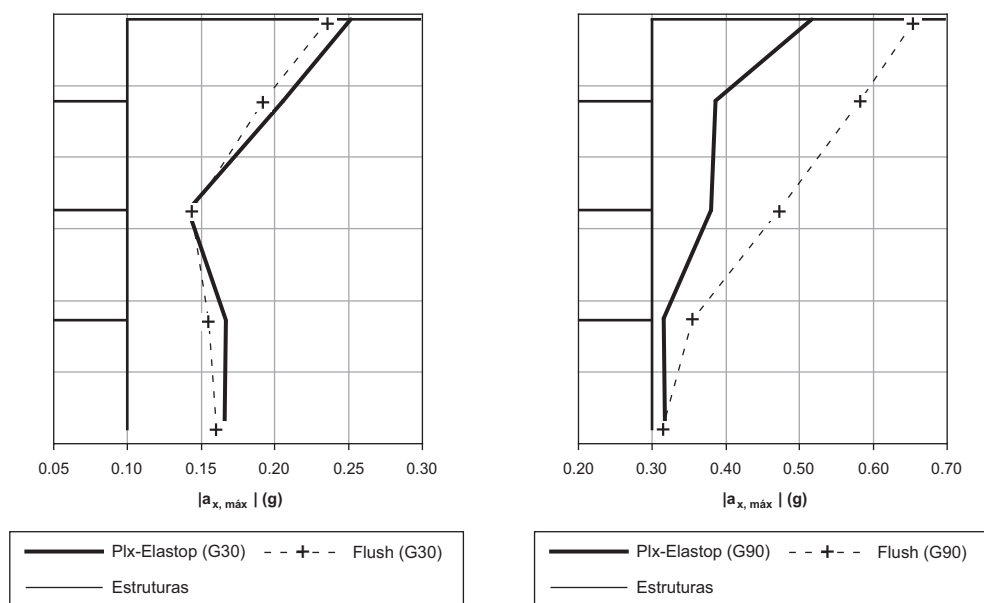 0.05 0.10 0.15 0.20 0.25 0.30
|a x, máx | (g)
Plx-Elastop (G30) Flush (G30)
Estruturas
0.20 0.30 0.40 0.50 0.60 0.70
|a x, máx | (g)
Plx-Elastop (G90) Flush (G90)
Estruturas